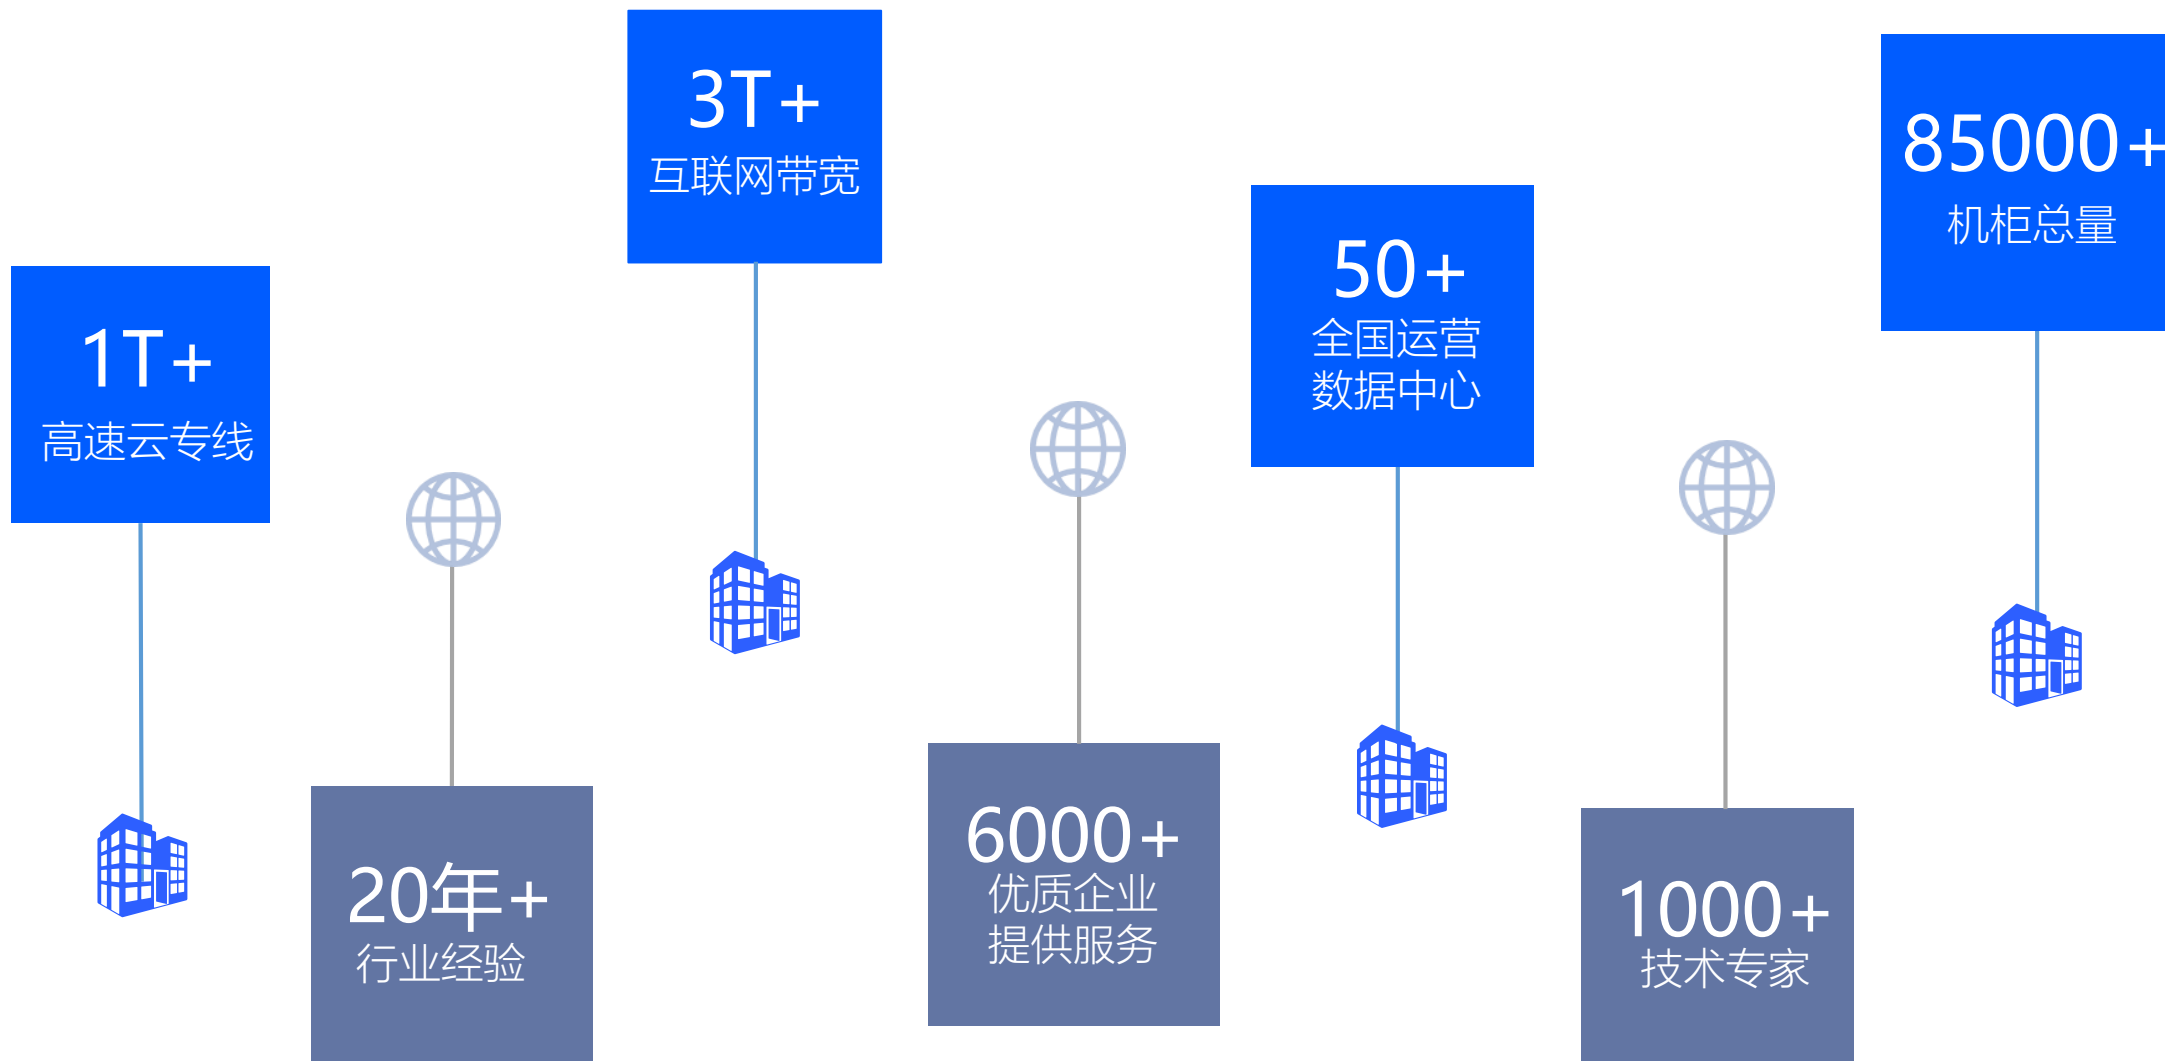 1T+
高速云专线
20年+
行业经验
3T+
互联网带宽
6000+
优质企业
提供服务
50+
全国运营
数据中心
1000+
技术专家
85000+
机柜总量